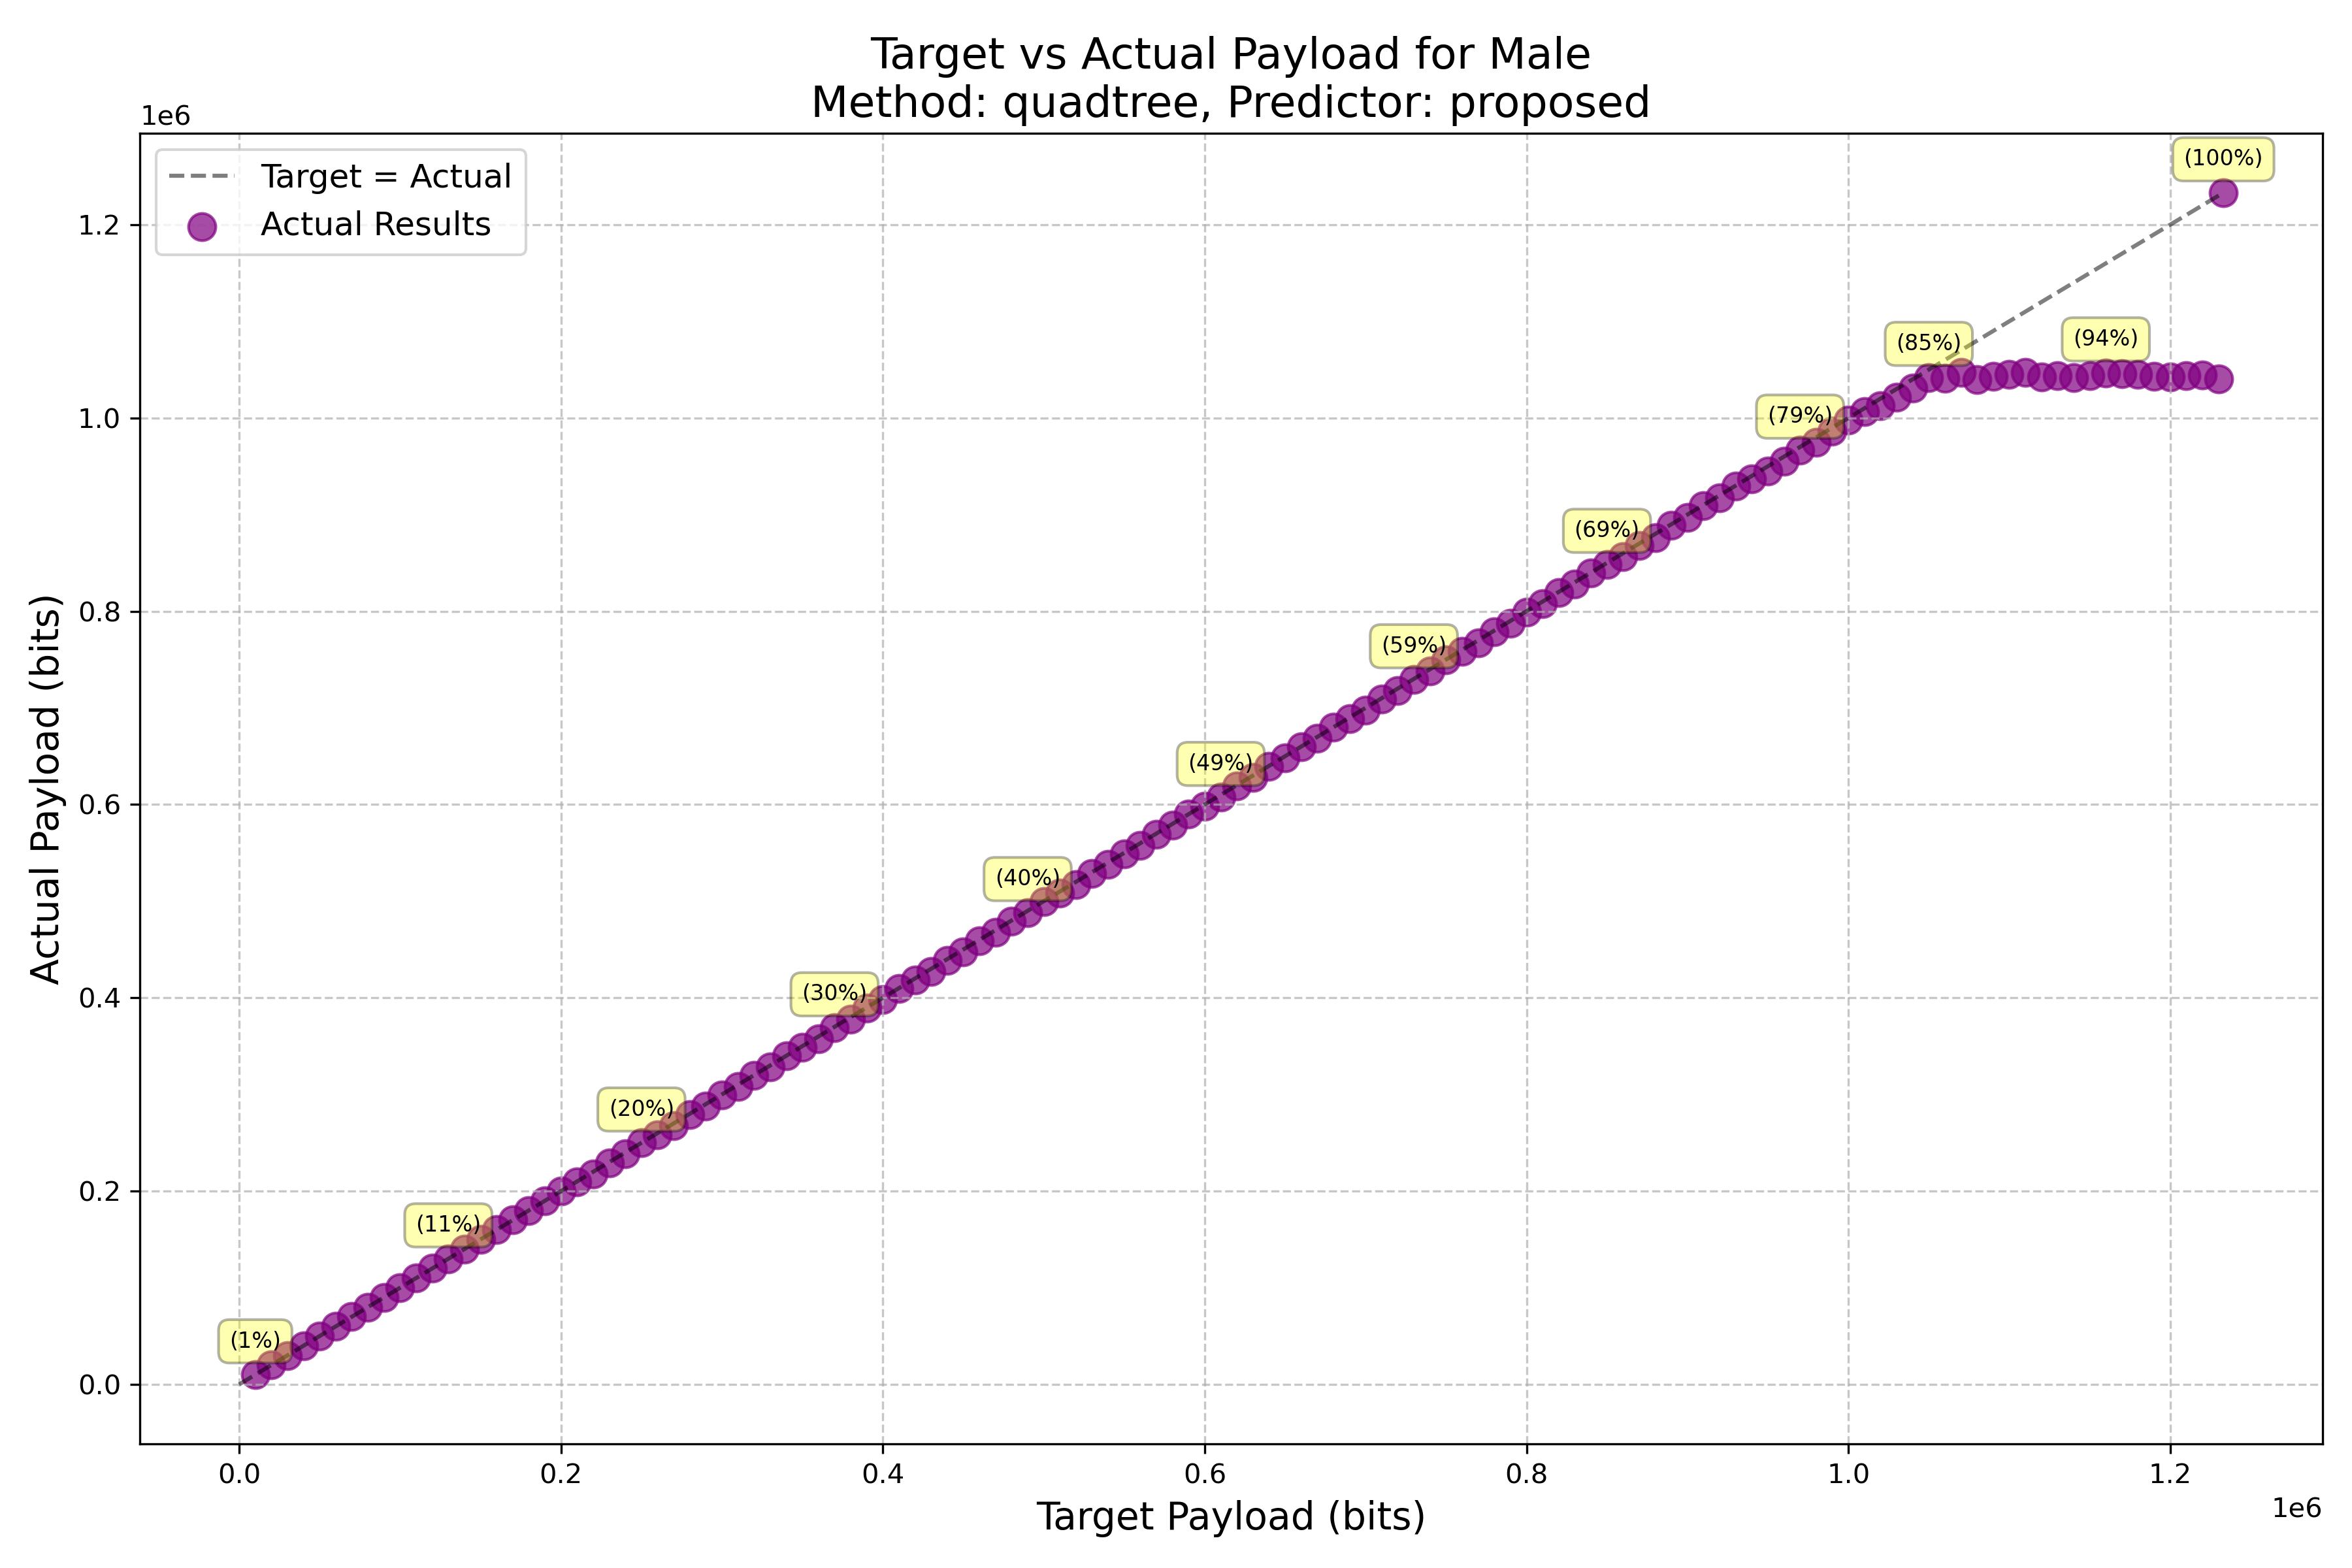 Target vs Actual Payload for Male
Method: quadtree, Predictor: proposed
1e6
Target = Actual
Actual Results
(100%)
(94%)
(85%)
(79%)
(69%)
(59%)
(49%)
(40%)
(30%)
(20%)
(11%)
(1%)
1.2
1.0
0.8
0.6
0.4
0.2
0.0
Actual Payload (bits)
0.0 0.2 0.4 0.6 0.8 1.0 1.2
1e6
Target Payload (bits)